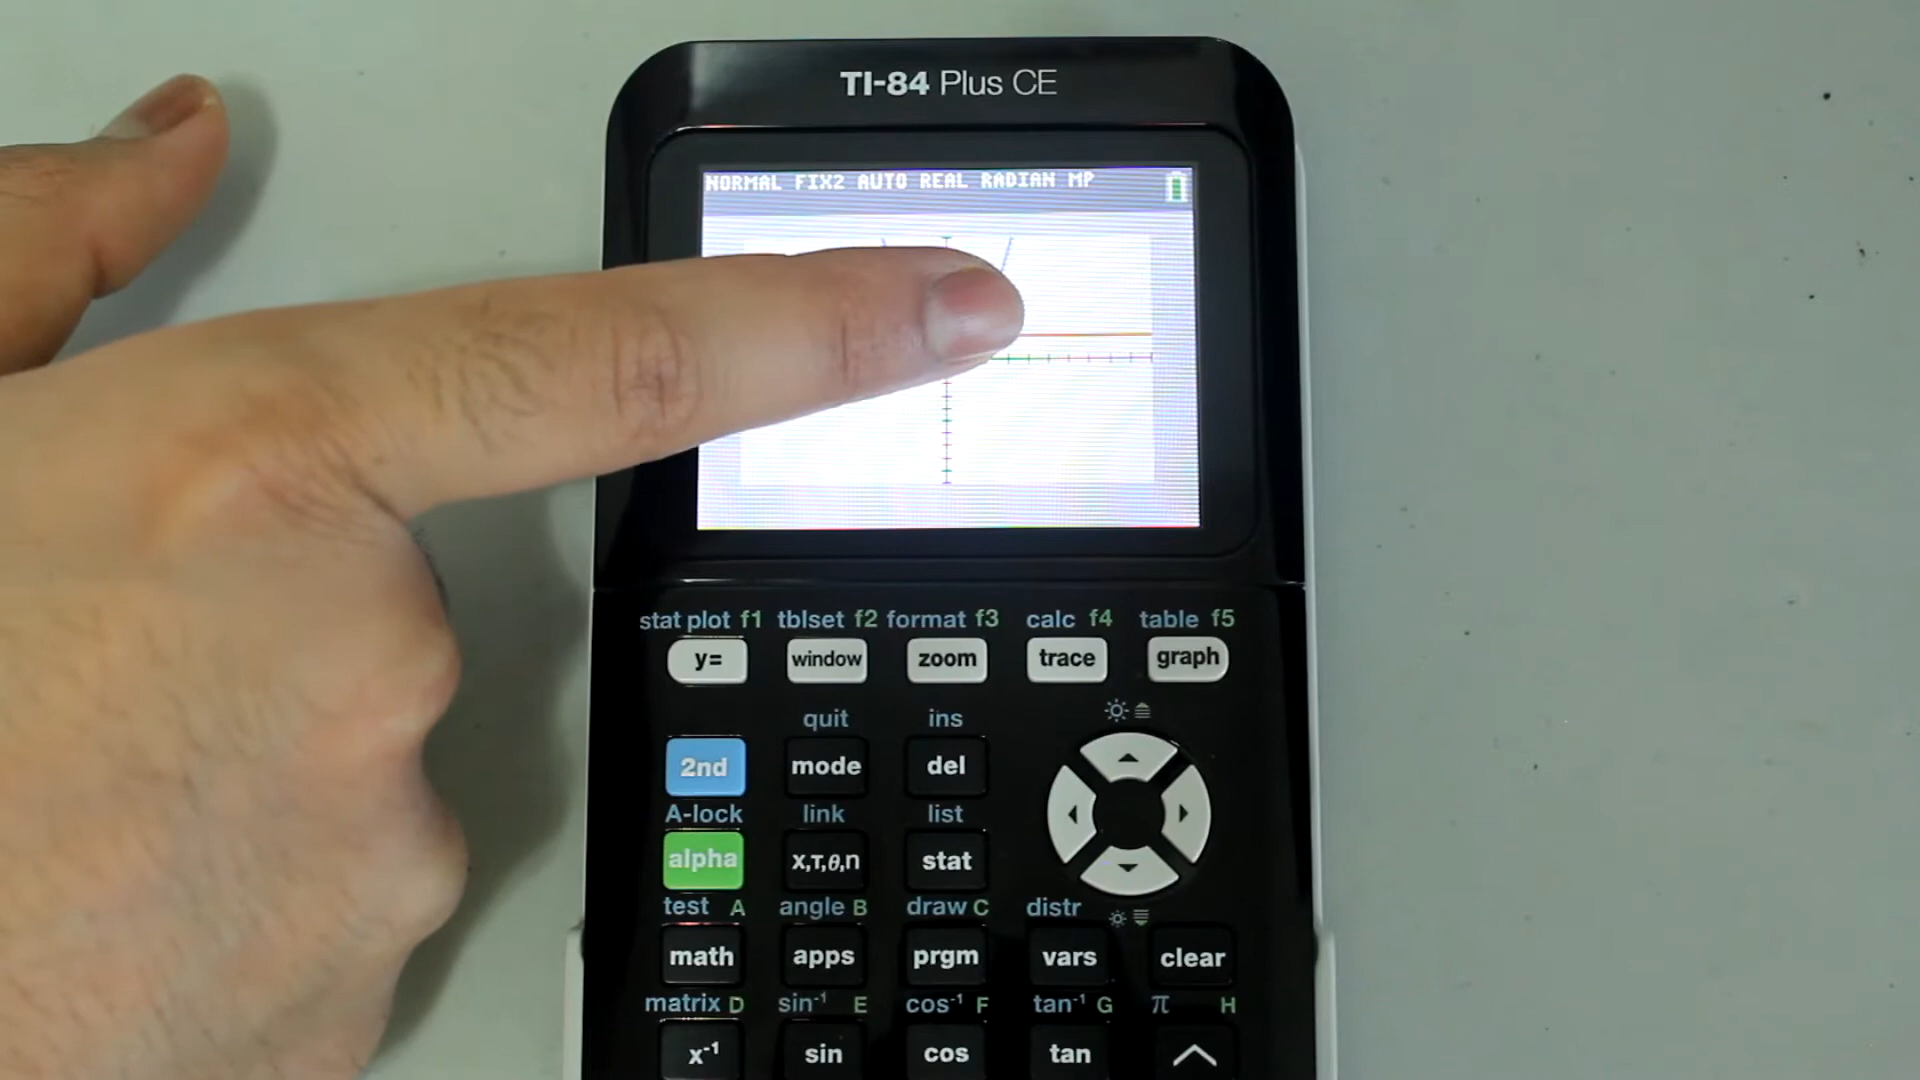 TI-84 Plus CE
NORMAL FIX2 AUTO REAL RADIAN MP
stat plot f1 tblset f2 format f3 calc f4 table f5
y= window zoom trace graph
quit ins
2nd mode del
A-lock link list
alpha X,T,θ,n stat
test A angle B draw C distr
math apps prgm vars clear
matrix D sin⁻¹ E cos⁻¹ F tan⁻¹ G π H
x⁻¹ sin cos tan ^